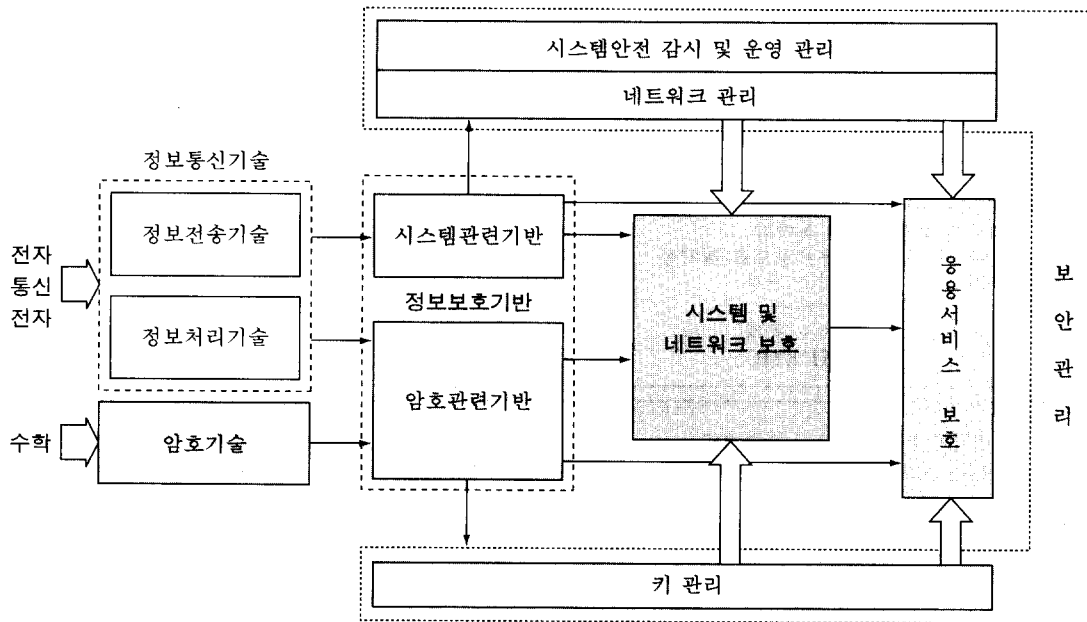 시스템안전 감시 및 운영 관리
네트워크 관리
정보통신기술
정보전송기술
시스템관련기반
전자
통신
전자
정보보호기반
정보처리기술
암호관련기반
수학
암호기술
시스템 및
네트워크 보호
응용서비스 보호
보안관리
키 관리